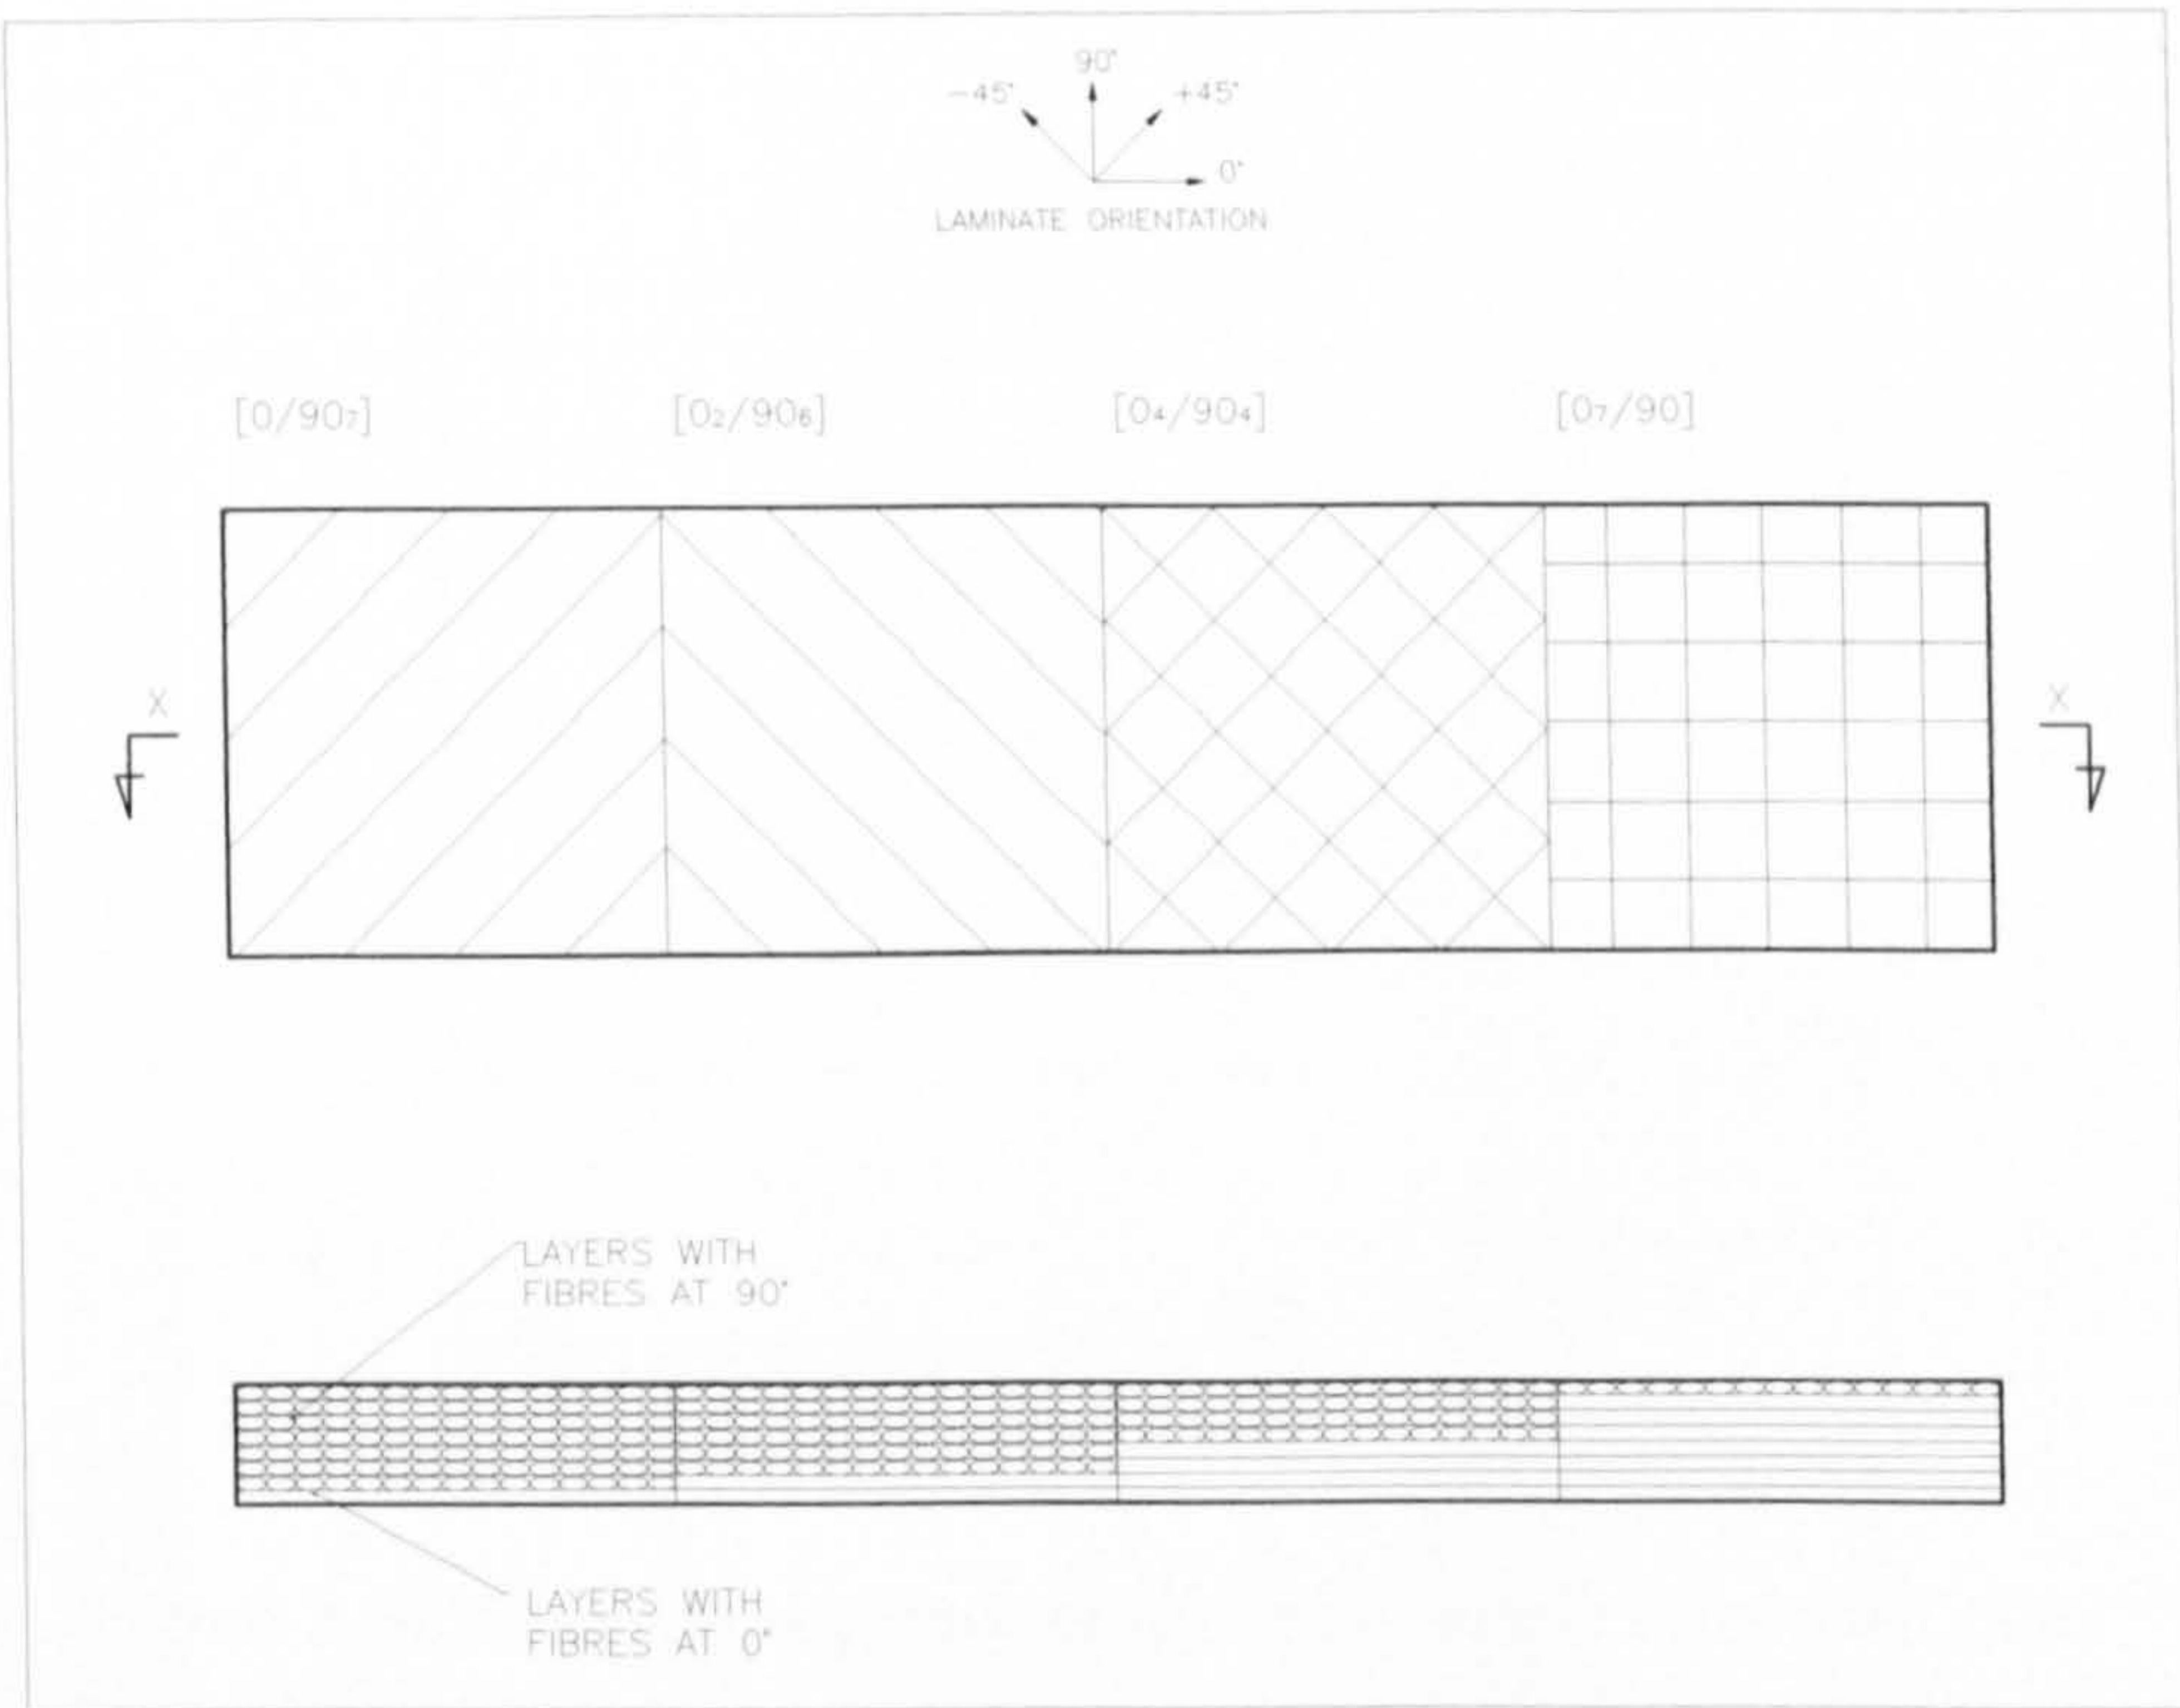 90°
-45°
+45°
0°
LAMINATE ORIENTATION
[0/90₇]
[0₂/90₆]
[0₄/90₄]
[0₇/90]
X
X
LAYERS WITH
FIBRES AT 90°
LAYERS WITH
FIBRES AT 0°